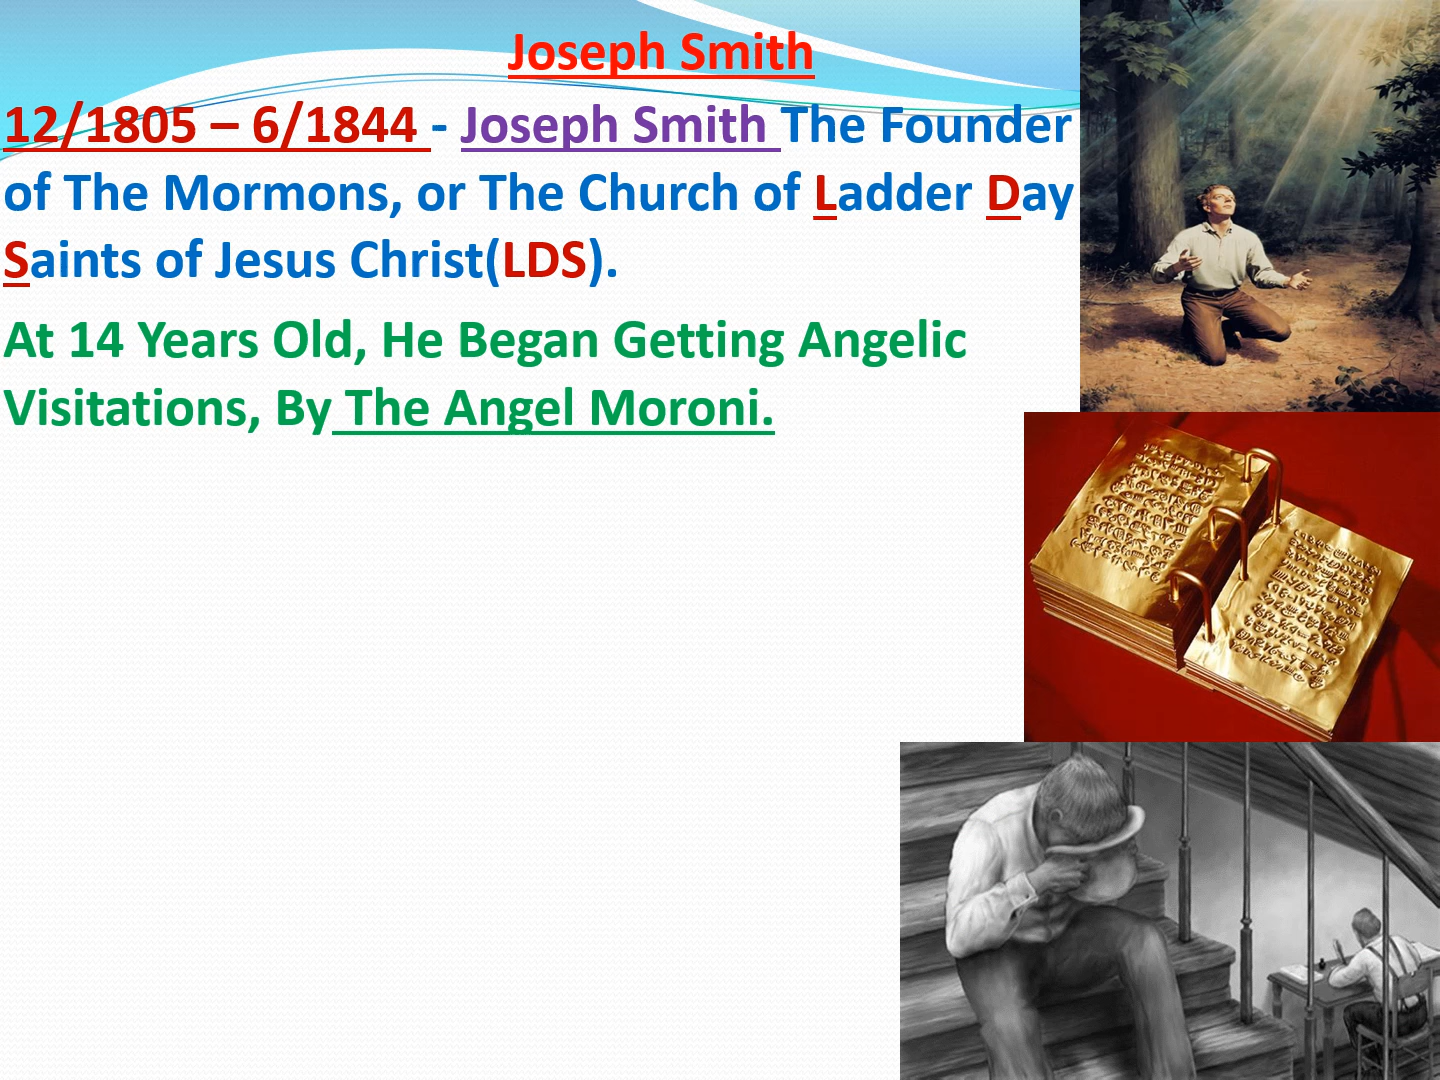 Joseph Smith
12/1805 – 6/1844 - Joseph Smith The Founder
of The Mormons, or The Church of Ladder Day
Saints of Jesus Christ(LDS).
At 14 Years Old, He Began Getting Angelic
Visitations, By The Angel Moroni.